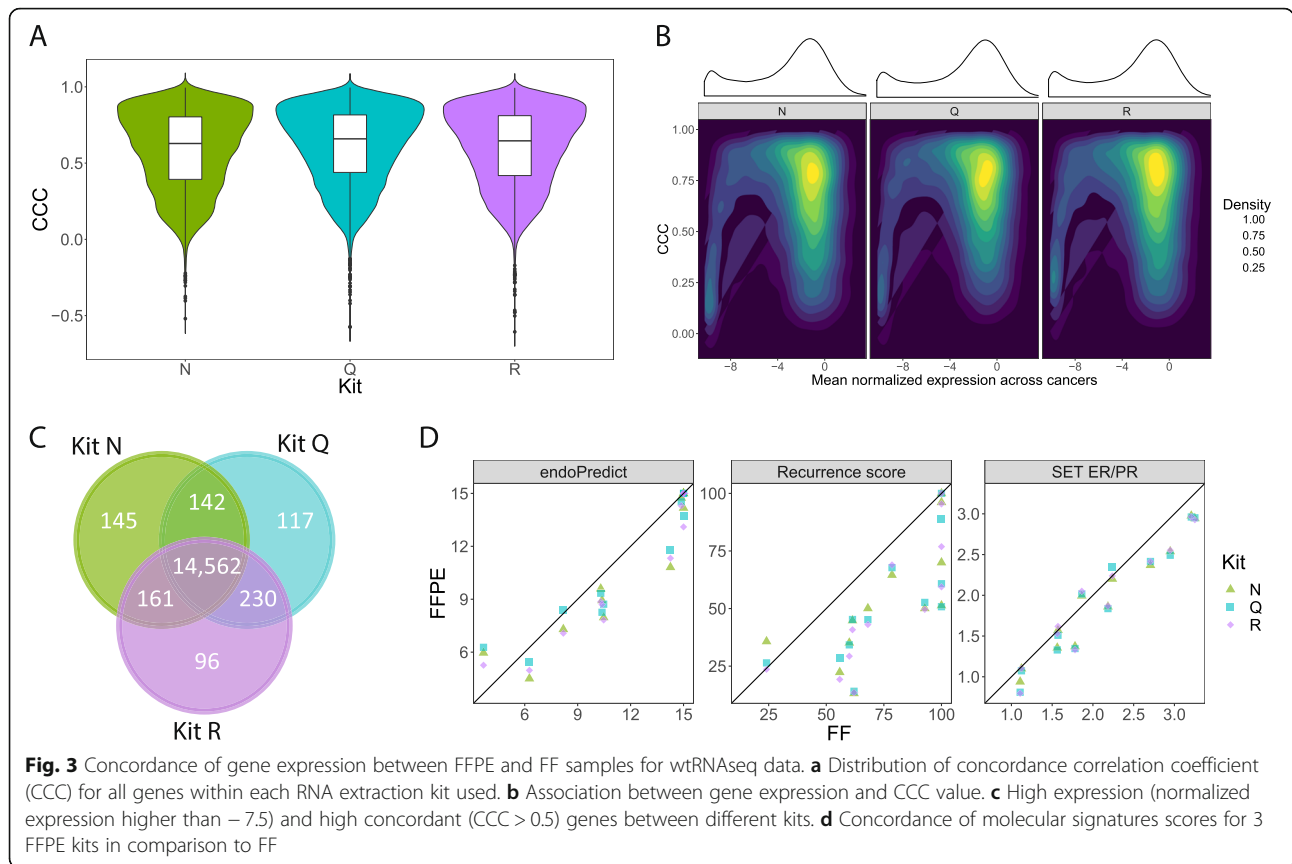 A
1.0
0.5
0.0
−0.5
CCC
N
Q
R
Kit
B
N
Q
R
1.00
0.75
0.50
0.25
0.00
CCC
−8
−4
0
−8
−4
0
−8
−4
0
Mean normalized expression across cancers
Density
1.00
0.75
0.50
0.25
C
Kit N
Kit Q
145
142
117
14,562
161
230
96
Kit R
D
endoPredict
Recurrence score
SET ER/PR
15
12
9
6
FFPE
6
9
12
15
100
75
50
25
25
50
75
100
3.0
2.5
2.0
1.5
1.0
1.0
1.5
2.0
2.5
3.0
FF
Kit
N
Q
R
Fig. 3 Concordance of gene expression between FFPE and FF samples for wtRNAseq data. a Distribution of concordance correlation coefficient
(CCC) for all genes within each RNA extraction kit used. b Association between gene expression and CCC value. c High expression (normalized
expression higher than − 7.5) and high concordant (CCC > 0.5) genes between different kits. d Concordance of molecular signatures scores for 3
FFPE kits in comparison to FF